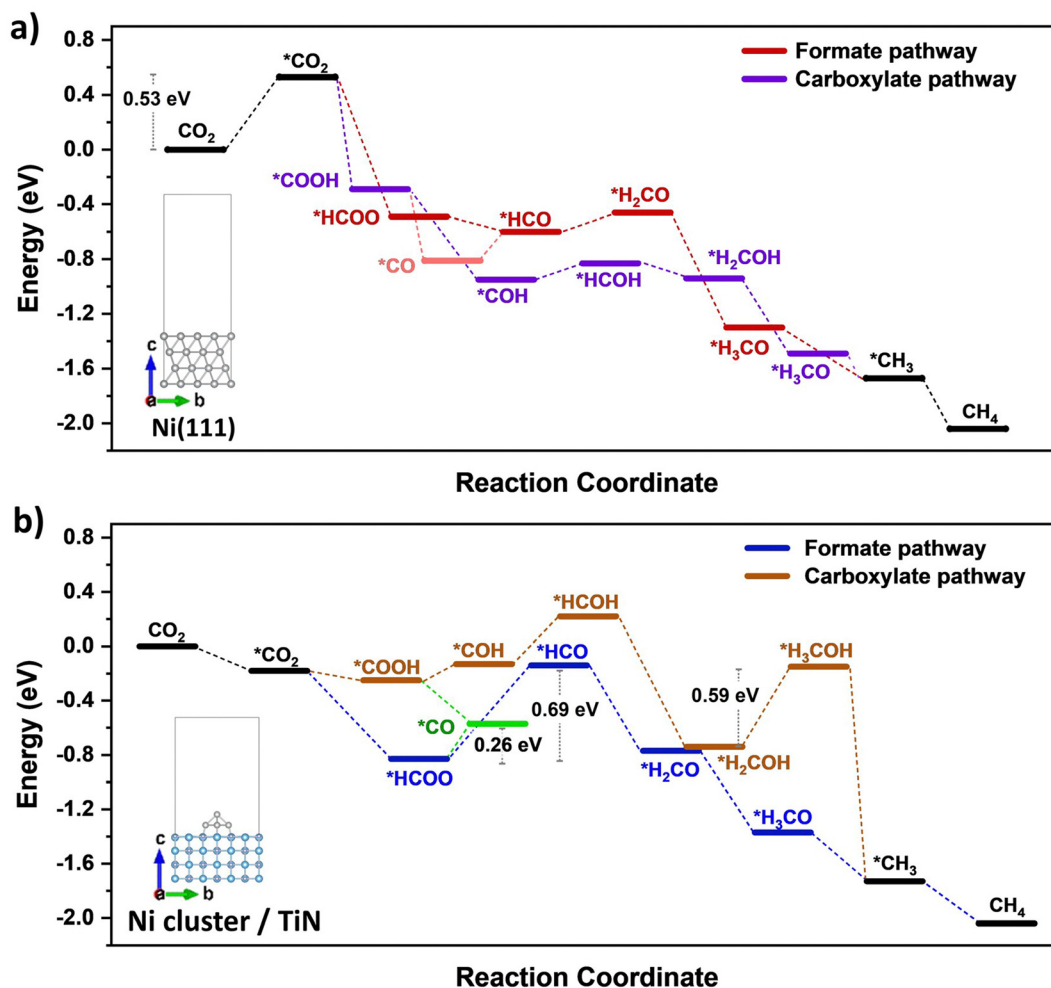 a)
0.8
0.4
0.0
-0.4
-0.8
-1.2
-1.6
-2.0
Energy (eV)
Formate pathway
Carboxylate pathway
0.53 eV
CO₂
*CO₂
*COOH
*HCOO
*CO
*HCO
*COH
*HCOH
*H₂CO
*H₂COH
*H₃CO
*H₃CO
*CH₃
CH₄
c
a
b
Ni(111)
Reaction Coordinate
b)
0.8
0.4
0.0
-0.4
-0.8
-1.2
-1.6
-2.0
Energy (eV)
Formate pathway
Carboxylate pathway
CO₂
*CO₂
*COOH
*COH
*HCOH
*HCO
*CO
*HCOO
0.26 eV
0.69 eV
0.59 eV
*H₃COH
*H₂CO
*H₂COH
*H₃CO
*CH₃
CH₄
c
a
b
Ni cluster / TiN
Reaction Coordinate